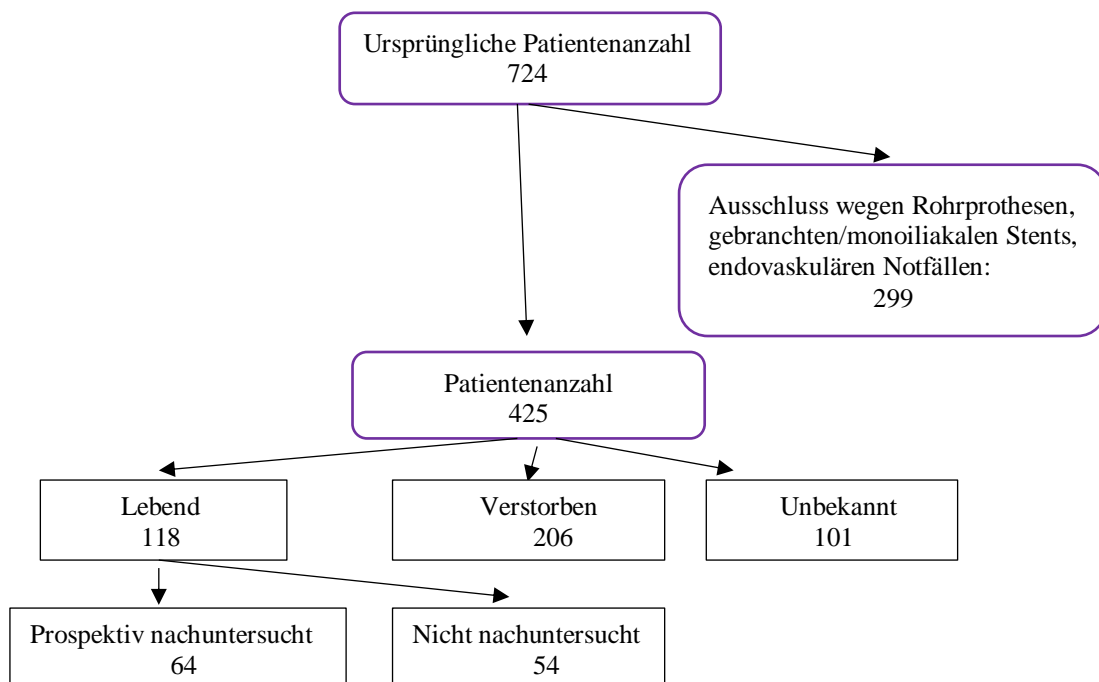 Ursprüngliche Patientenanzahl
724
Ausschluss wegen Rohrprothesen,
gebranchten/monoiliakalen Stents,
endovaskulären Notfällen:
299
Patientenanzahl
425
Lebend
118
Verstorben
206
Unbekannt
101
Prospektiv nachuntersucht
64
Nicht nachuntersucht
54